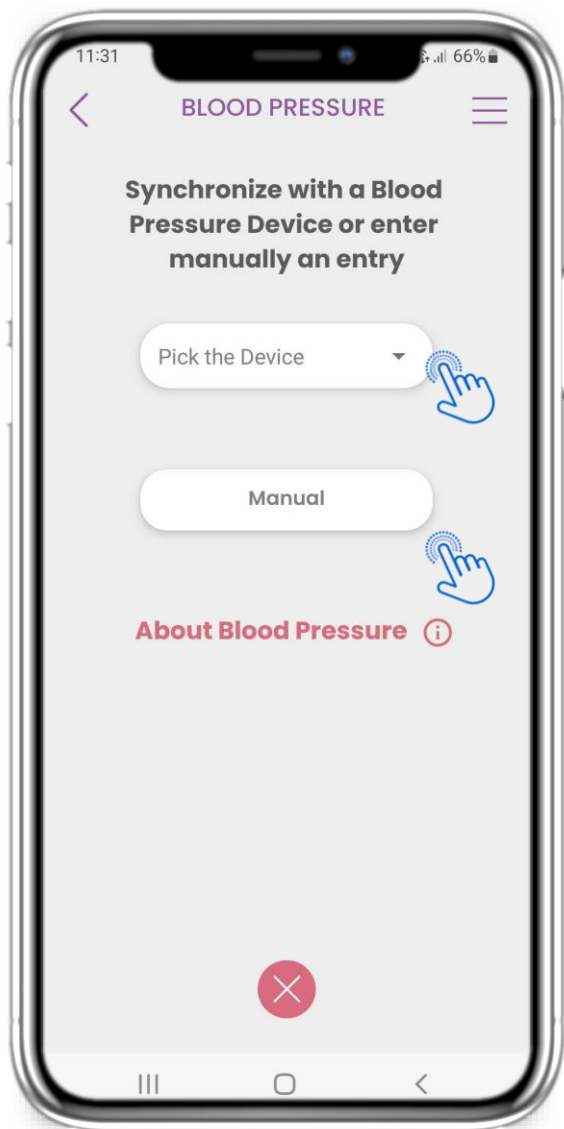 11:31 66%
BLOOD PRESSURE
Synchronize with a Blood
Pressure Device or enter
manually an entry
Pick the Device
Manual
About Blood Pressure